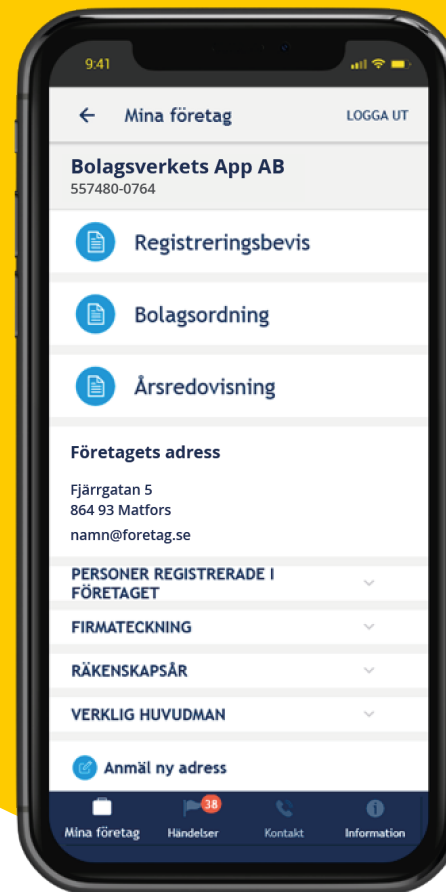 9:41
Mina företag
LOGGA UT
Bolagsverkets App AB
557480-0764
Registreringsbevis
Bolagsordning
Årsredovisning
Företagets adress
Fjärrgatan 5
864 93 Matfors
namn@foretag.se
PERSONER REGISTRERADE I
FÖRETAGET
FIRMATECKNING
RÄKENSKAPSÅR
VERKLIG HUVUDMAN
Anmäl ny adress
38
Mina företag
Händelser
Kontakt
Information